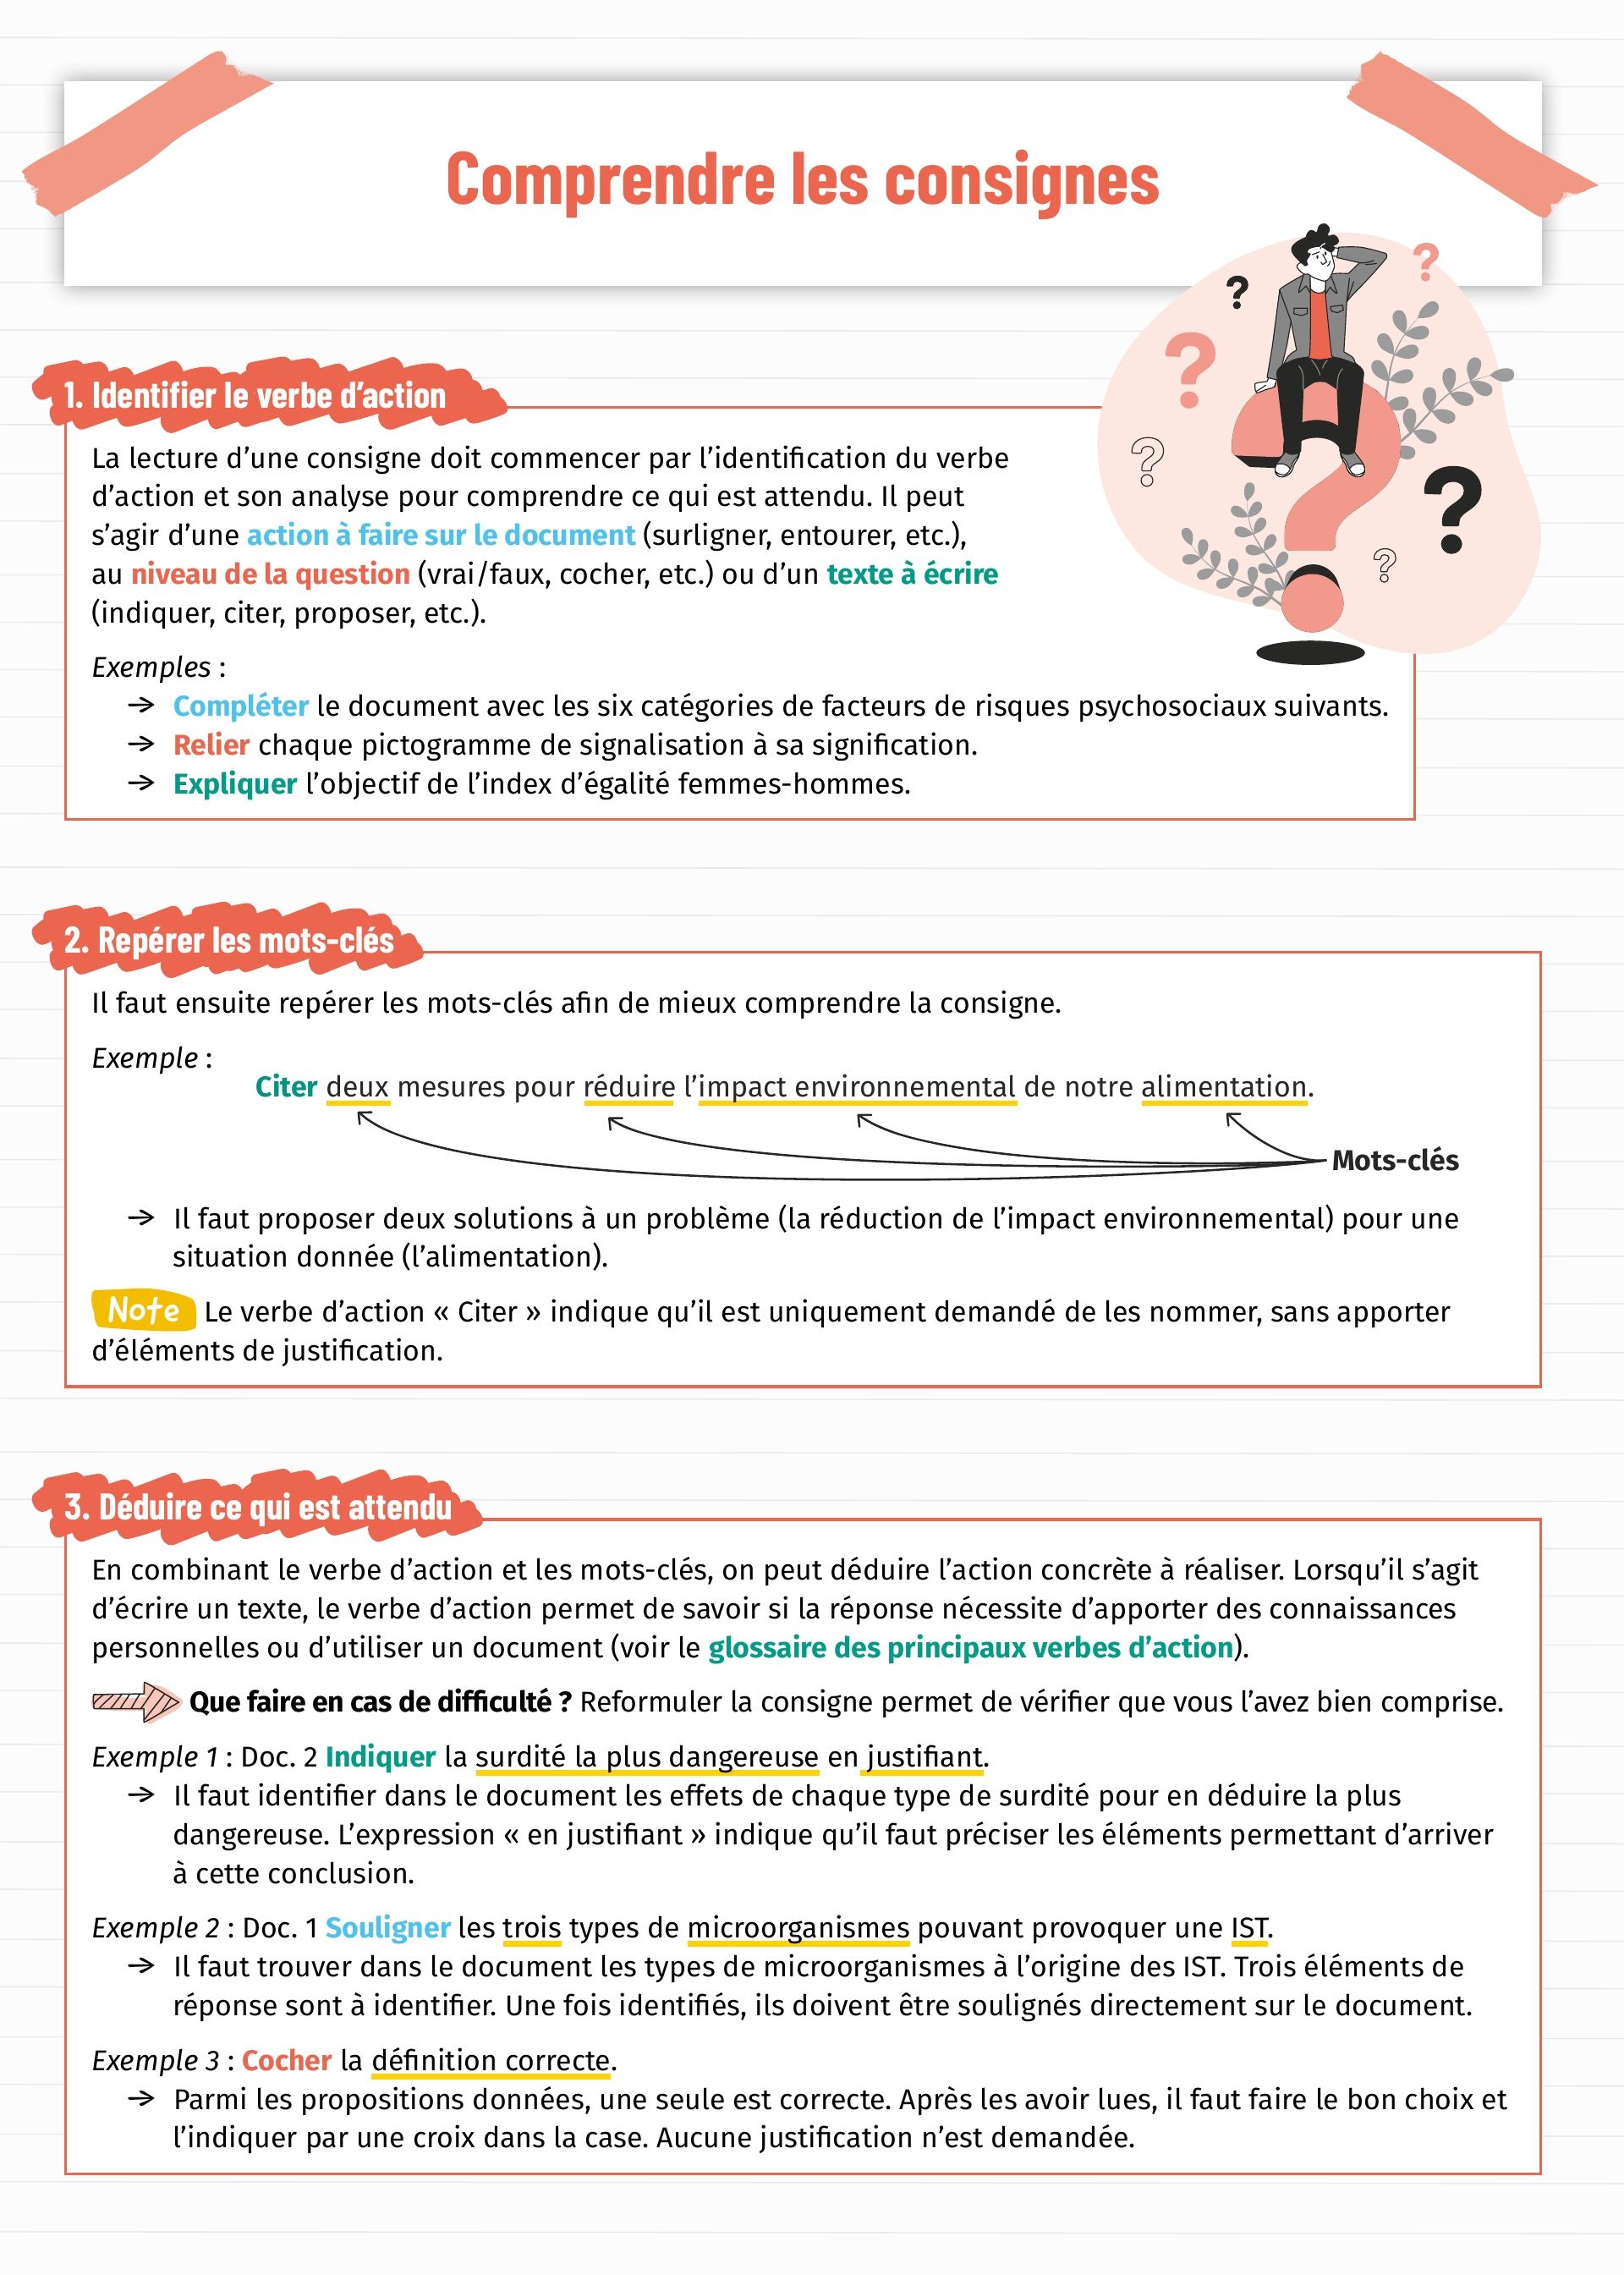 Comprendre les consignes
1. Identifier le verbe d’action
La lecture d’une consigne doit commencer par l’identification du verbe
d’action et son analyse pour comprendre ce qui est attendu. Il peut
s’agir d’une action à faire sur le document (surligner, entourer, etc.),
au niveau de la question (vrai/faux, cocher, etc.) ou d’un texte à écrire
(indiquer, citer, proposer, etc.).
Exemples :
→ Compléter le document avec les six catégories de facteurs de risques psychosociaux suivants.
→ Relier chaque pictogramme de signalisation à sa signification.
→ Expliquer l’objectif de l’index d’égalité femmes-hommes.
2. Repérer les mots-clés
Il faut ensuite repérer les mots-clés afin de mieux comprendre la consigne.
Exemple :
Citer deux mesures pour réduire l’impact environnemental de notre alimentation.
Mots-clés
→ Il faut proposer deux solutions à un problème (la réduction de l’impact environnemental) pour une
situation donnée (l’alimentation).
Note Le verbe d’action « Citer » indique qu’il est uniquement demandé de les nommer, sans apporter
d’éléments de justification.
3. Déduire ce qui est attendu
En combinant le verbe d’action et les mots-clés, on peut déduire l’action concrète à réaliser. Lorsqu’il s’agit
d’écrire un texte, le verbe d’action permet de savoir si la réponse nécessite d’apporter des connaissances
personnelles ou d’utiliser un document (voir le glossaire des principaux verbes d’action).
Que faire en cas de difficulté ? Reformuler la consigne permet de vérifier que vous l’avez bien comprise.
Exemple 1 : Doc. 2 Indiquer la surdité la plus dangereuse en justifiant.
→ Il faut identifier dans le document les effets de chaque type de surdité pour en déduire la plus
dangereuse. L’expression « en justifiant » indique qu’il faut préciser les éléments permettant d’arriver
à cette conclusion.
Exemple 2 : Doc. 1 Souligner les trois types de microorganismes pouvant provoquer une IST.
→ Il faut trouver dans le document les types de microorganismes à l’origine des IST. Trois éléments de
réponse sont à identifier. Une fois identifiés, ils doivent être soulignés directement sur le document.
Exemple 3 : Cocher la définition correcte.
→ Parmi les propositions données, une seule est correcte. Après les avoir lues, il faut faire le bon choix et
l’indiquer par une croix dans la case. Aucune justification n’est demandée.